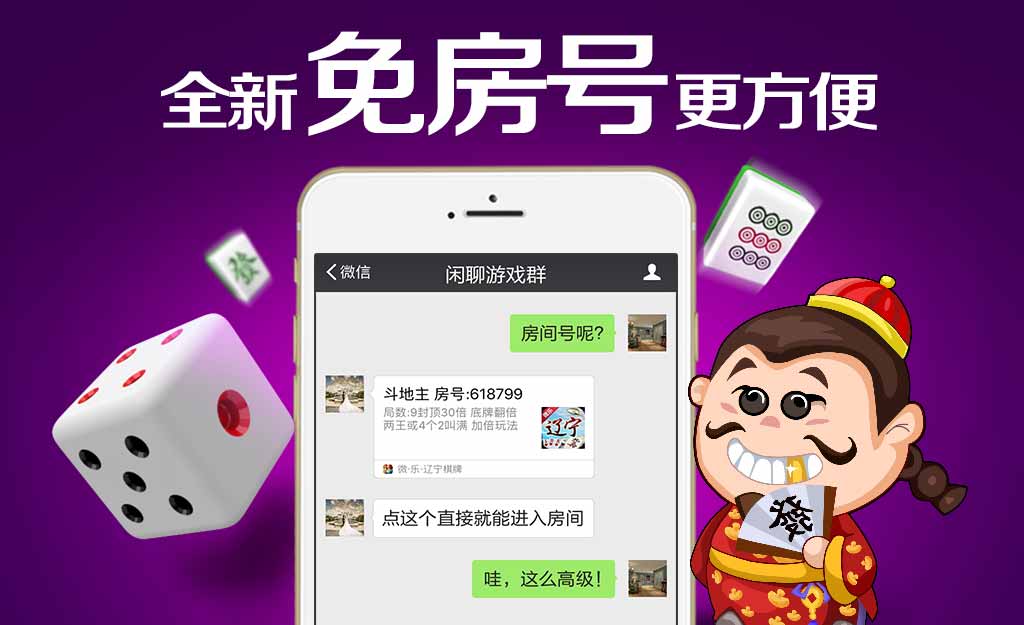 全新免房号更方便
發
微信
闲聊游戏群
房间号呢?
斗地主 房号:618799
局数:9封顶30倍 底牌翻倍
两王或4个2叫满 加倍玩法
辽宁
微·乐·辽宁棋牌
点这个直接就能进入房间
哇，这么高级！
發